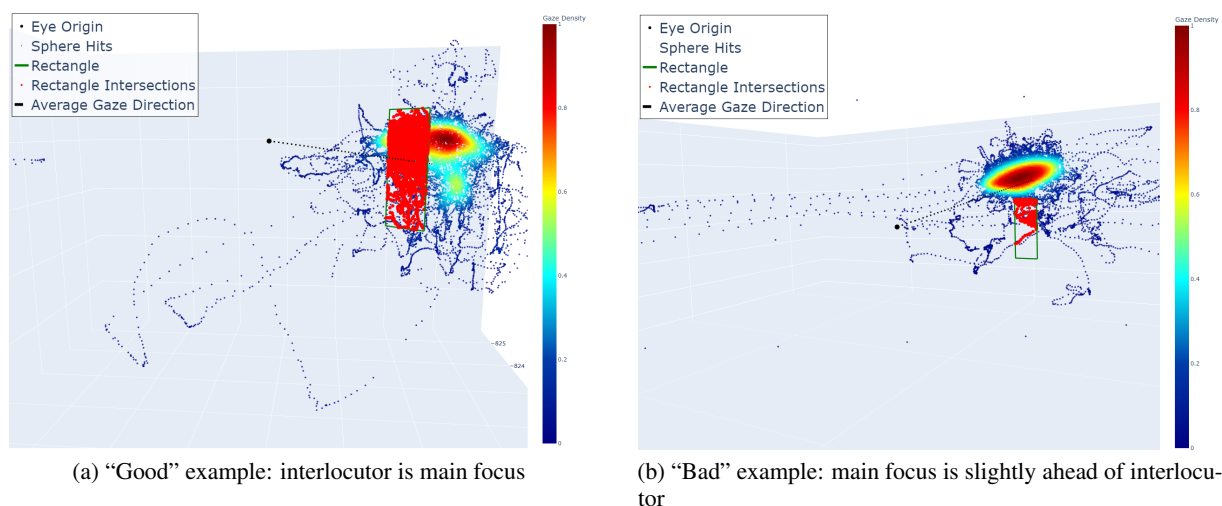 Eye Origin
Sphere Hits
Rectangle
Rectangle Intersections
Average Gaze Direction
Gaze Density
1
0.8
0.6
0.4
0.2
0
−825
−824
(a) “Good” example: interlocutor is main focus
Eye Origin
Sphere Hits
Rectangle
Rectangle Intersections
Average Gaze Direction
Gaze Density
1
0.8
0.6
0.4
0.2
0
(b) “Bad” example: main focus is slightly ahead of interlocu-
tor